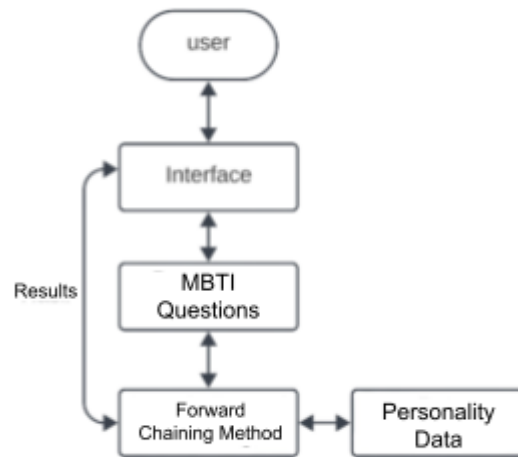 user
Interface
MBTI
Questions
Results
Forward
Chaining Method
Personality
Data